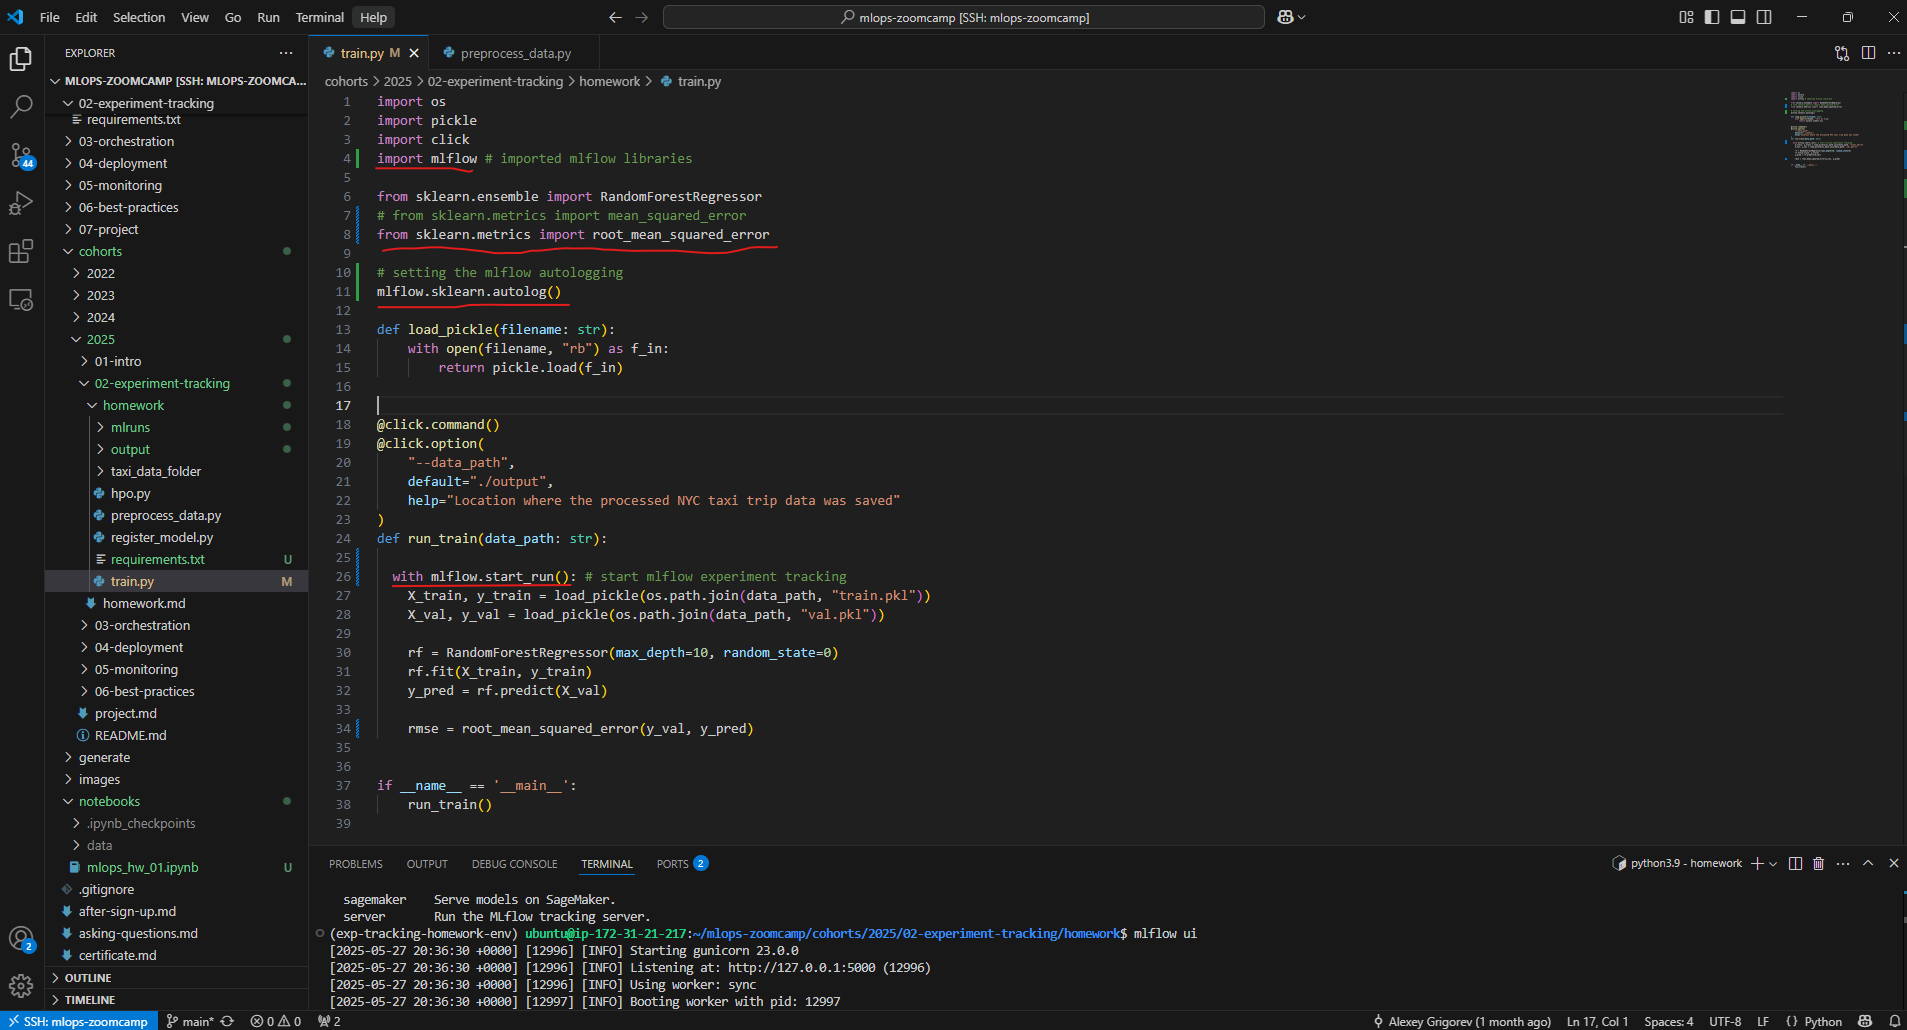 File Edit Selection View Go Run Terminal Help
mlops-zoomcamp [SSH: mlops-zoomcamp]
EXPLORER
MLOPS-ZOOMCAMP [SSH: MLOPS-ZOOMCA...
02-experiment-tracking
requirements.txt
03-orchestration
04-deployment
05-monitoring
06-best-practices
07-project
cohorts
2022
2023
2024
2025
01-intro
02-experiment-tracking
homework
mlruns
output
taxi_data_folder
hpo.py
preprocess_data.py
register_model.py
requirements.txt U
train.py M
homework.md
03-orchestration
04-deployment
05-monitoring
06-best-practices
project.md
README.md
generate
images
notebooks
.ipynb_checkpoints
data
mlops_hw_01.ipynb U
.gitignore
after-sign-up.md
asking-questions.md
certificate.md
OUTLINE
TIMELINE
44
2
train.py M
preprocess_data.py
cohorts > 2025 > 02-experiment-tracking > homework > train.py
1 import os
2 import pickle
3 import click
4 import mlflow # imported mlflow libraries
5
6 from sklearn.ensemble import RandomForestRegressor
7 # from sklearn.metrics import mean_squared_error
8 from sklearn.metrics import root_mean_squared_error
9
10 # setting the mlflow autologging
11 mlflow.sklearn.autolog()
12
13 def load_pickle(filename: str):
14 with open(filename, "rb") as f_in:
15 return pickle.load(f_in)
16
17
18 @click.command()
19 @click.option(
20 "--data_path",
21 default="./output",
22 help="Location where the processed NYC taxi trip data was saved"
23 )
24 def run_train(data_path: str):
25
26 with mlflow.start_run(): # start mlflow experiment tracking
27 X_train, y_train = load_pickle(os.path.join(data_path, "train.pkl"))
28 X_val, y_val = load_pickle(os.path.join(data_path, "val.pkl"))
29
30 rf = RandomForestRegressor(max_depth=10, random_state=0)
31 rf.fit(X_train, y_train)
32 y_pred = rf.predict(X_val)
33
34 rmse = root_mean_squared_error(y_val, y_pred)
35
36
37 if __name__ == '__main__':
38 run_train()
39
PROBLEMS OUTPUT DEBUG CONSOLE TERMINAL PORTS 2
python3.9 - homework
sagemaker Serve models on SageMaker.
server Run the MLflow tracking server.
(exp-tracking-homework-env) ubuntu@ip-172-31-21-217:~/mlops-zoomcamp/cohorts/2025/02-experiment-tracking/homework$ mlflow ui
[2025-05-27 20:36:30 +0000] [12996] [INFO] Starting gunicorn 23.0.0
[2025-05-27 20:36:30 +0000] [12996] [INFO] Listening at: http://127.0.0.1:5000 (12996)
[2025-05-27 20:36:30 +0000] [12996] [INFO] Using worker: sync
[2025-05-27 20:36:30 +0000] [12997] [INFO] Booting worker with pid: 12997
SSH: mlops-zoomcamp main* 0 0 2 Alexey Grigorev (1 month ago) Ln 17, Col 1 Spaces: 4 UTF-8 LF Python